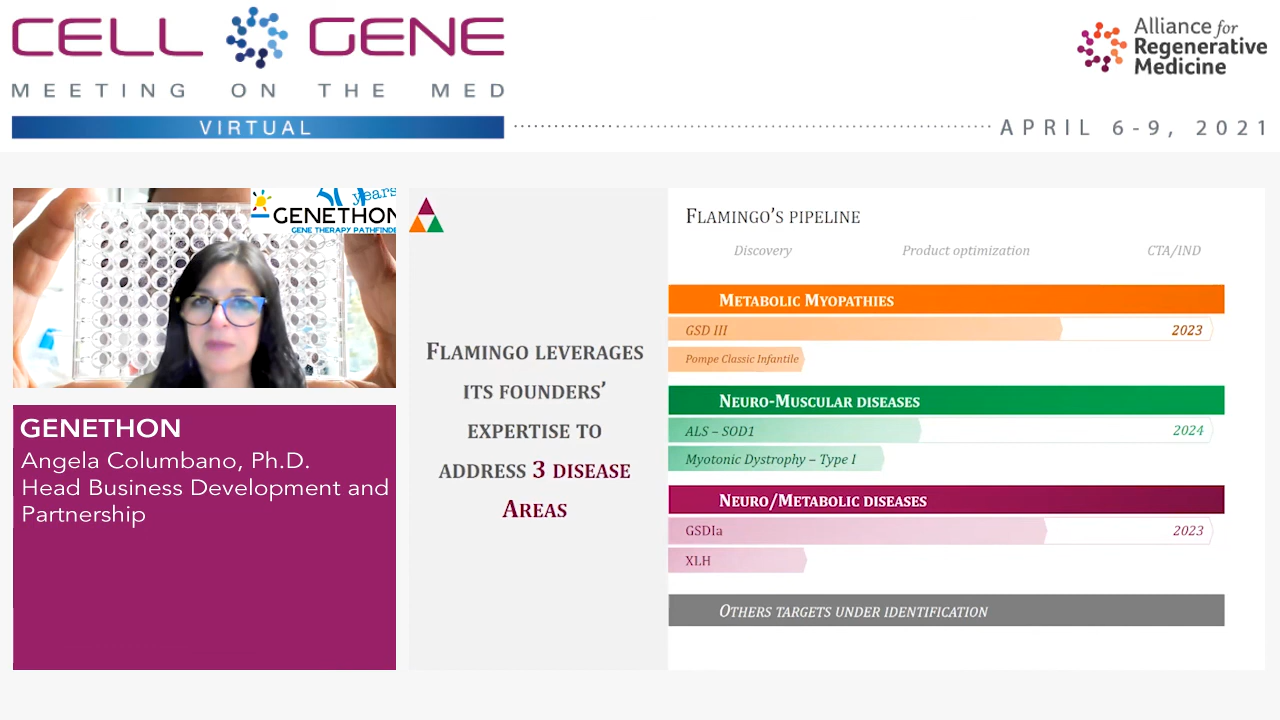 CELL GENE
MEETING ON THE MED
VIRTUAL
Alliance for
Regenerative
Medicine
APRIL 6-9, 2021
years
GENETHON
GENE THERAPY PATHFINDE
GENETHON
Angela Columbano, Ph.D.
Head Business Development and
Partnership
FLAMINGO LEVERAGES
ITS FOUNDERS'
EXPERTISE TO
ADDRESS 3 DISEASE
AREAS
FLAMINGO'S PIPELINE
Discovery Product optimization CTA/IND
METABOLIC MYOPATHIES
GSD III 2023
Pompe Classic Infantile
NEURO-MUSCULAR DISEASES
ALS – SOD1 2024
Myotonic Dystrophy – Type I
NEURO/METABOLIC DISEASES
GSDIa 2023
XLH
OTHERS TARGETS UNDER IDENTIFICATION